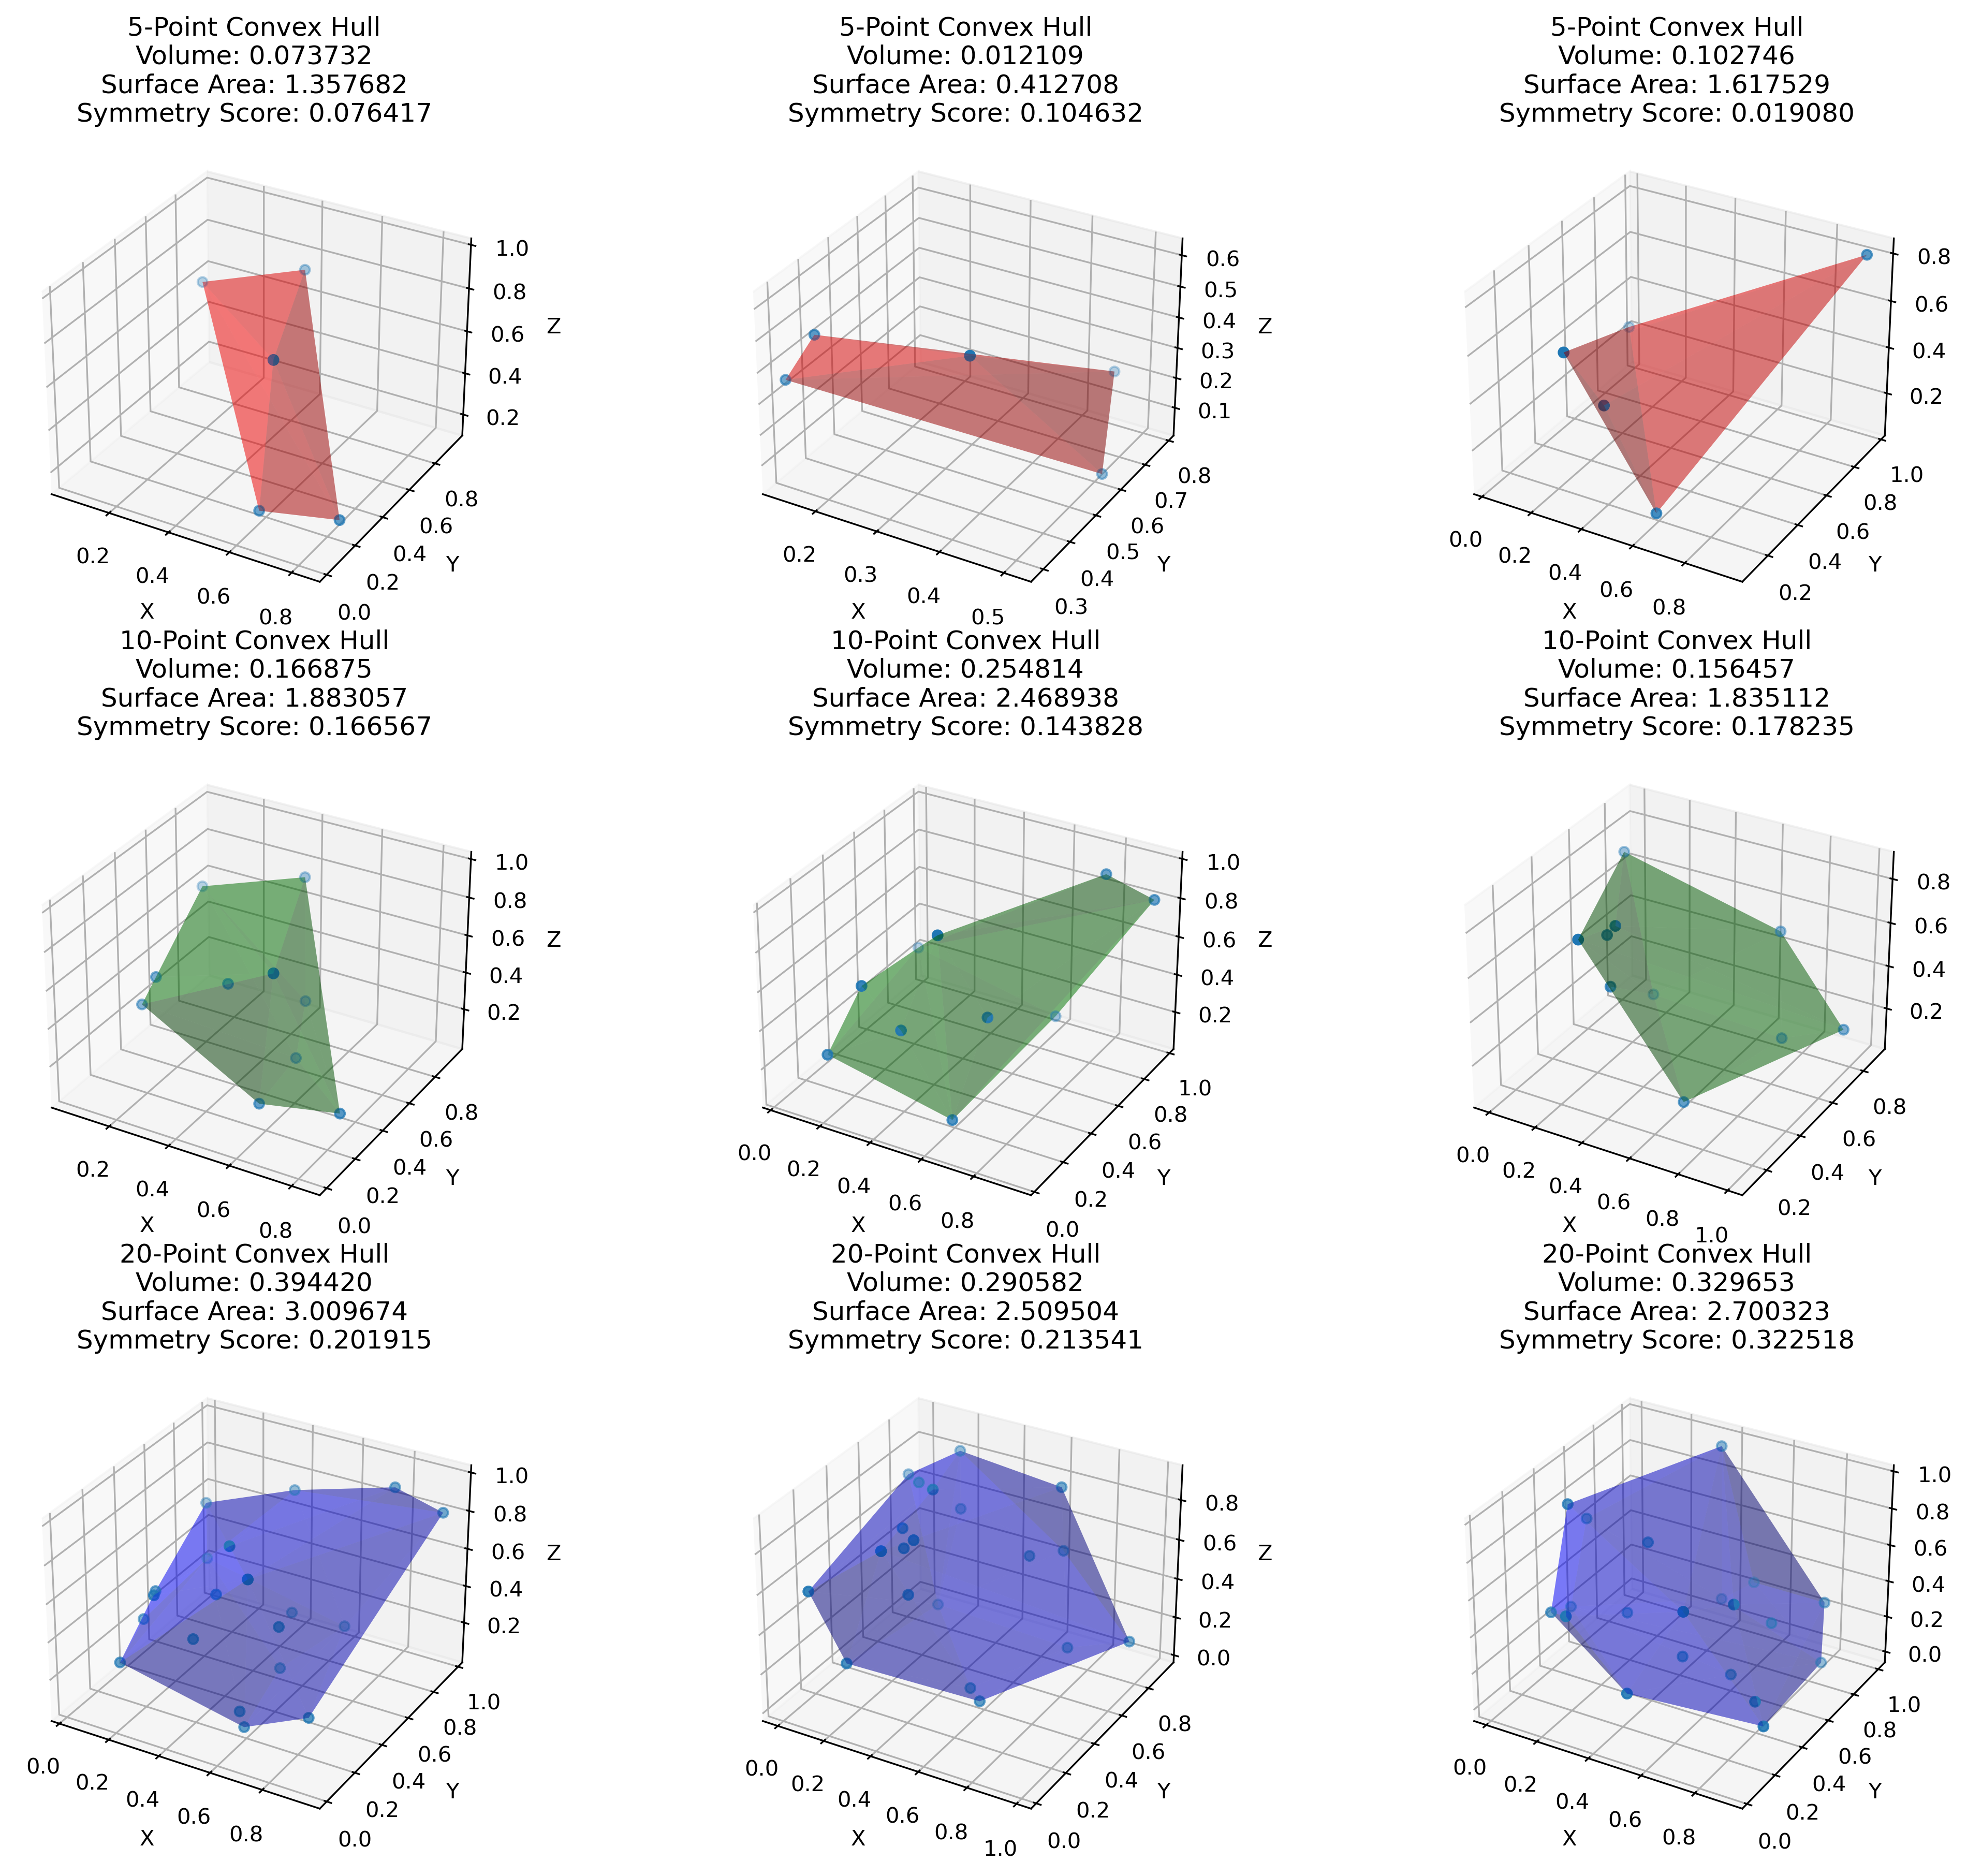 5-Point Convex Hull
Volume: 0.073732
Surface Area: 1.357682
Symmetry Score: 0.076417
1.0
0.8
0.6
0.4
0.2
Z
0.8
0.6
0.4
0.2
0.0
Y
0.2
0.4
0.6
0.8
X
5-Point Convex Hull
Volume: 0.012109
Surface Area: 0.412708
Symmetry Score: 0.104632
0.6
0.5
0.4
0.3
0.2
0.1
Z
0.8
0.7
0.6
0.5
0.4
0.3
Y
0.2
0.3
0.4
0.5
X
5-Point Convex Hull
Volume: 0.102746
Surface Area: 1.617529
Symmetry Score: 0.019080
0.8
0.6
0.4
0.2
1.0
0.8
0.6
0.4
0.2
Y
0.0
0.2
0.4
0.6
0.8
X
10-Point Convex Hull
Volume: 0.166875
Surface Area: 1.883057
Symmetry Score: 0.166567
1.0
0.8
0.6
0.4
0.2
Z
0.8
0.6
0.4
0.2
0.0
Y
0.2
0.4
0.6
0.8
X
10-Point Convex Hull
Volume: 0.254814
Surface Area: 2.468938
Symmetry Score: 0.143828
1.0
0.8
0.6
0.4
0.2
Z
1.0
0.8
0.6
0.4
0.2
0.0
Y
0.0
0.2
0.4
0.6
0.8
X
10-Point Convex Hull
Volume: 0.156457
Surface Area: 1.835112
Symmetry Score: 0.178235
0.8
0.6
0.4
0.2
0.8
0.6
0.4
0.2
Y
0.0
0.2
0.4
0.6
0.8
1.0
X
20-Point Convex Hull
Volume: 0.394420
Surface Area: 3.009674
Symmetry Score: 0.201915
1.0
0.8
0.6
0.4
0.2
Z
1.0
0.8
0.6
0.4
0.2
0.0
Y
0.0
0.2
0.4
0.6
0.8
X
20-Point Convex Hull
Volume: 0.290582
Surface Area: 2.509504
Symmetry Score: 0.213541
0.8
0.6
0.4
0.2
0.0
Z
0.8
0.6
0.4
0.2
0.0
Y
0.0
0.2
0.4
0.6
0.8
1.0
X
20-Point Convex Hull
Volume: 0.329653
Surface Area: 2.700323
Symmetry Score: 0.322518
1.0
0.8
0.6
0.4
0.2
0.0
1.0
0.8
0.6
0.4
0.2
0.0
Y
0.0
0.2
0.4
0.6
0.8
X